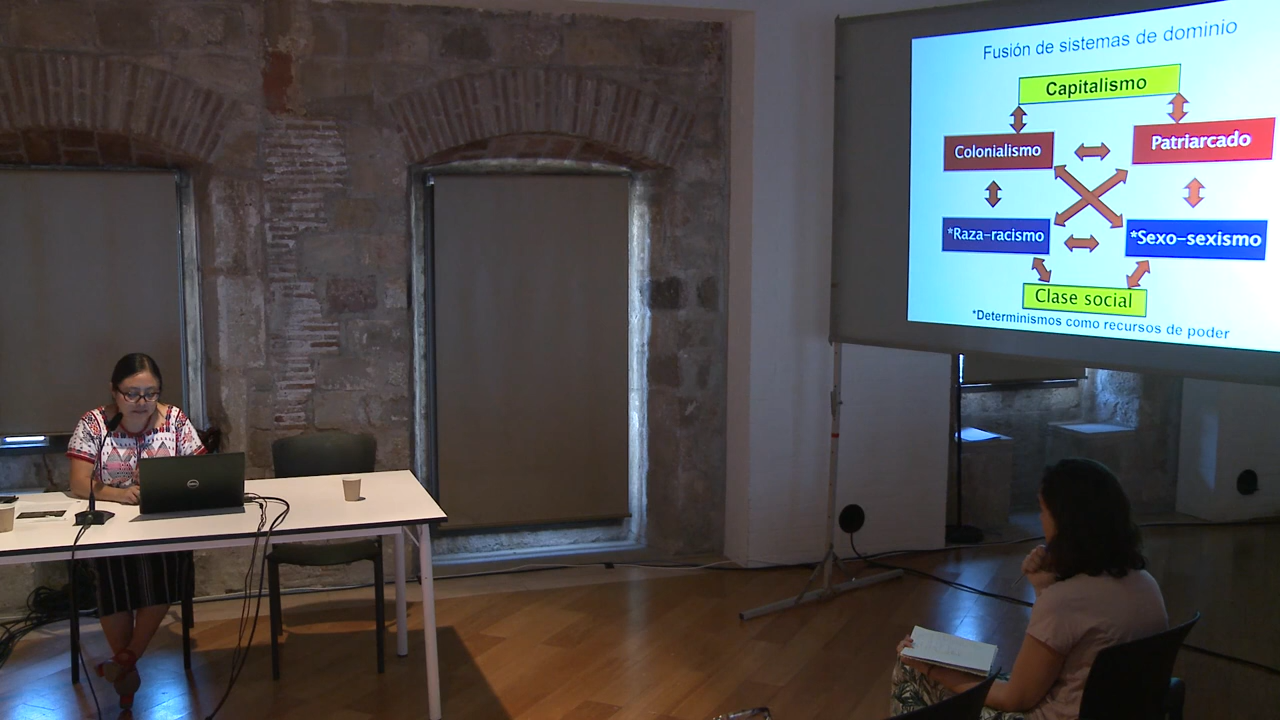 Fusión de sistemas de dominio
Capitalismo
Colonialismo
Patriarcado
*Raza-racismo
*Sexo-sexismo
Clase social
*Determinismos como recursos de poder
DELL